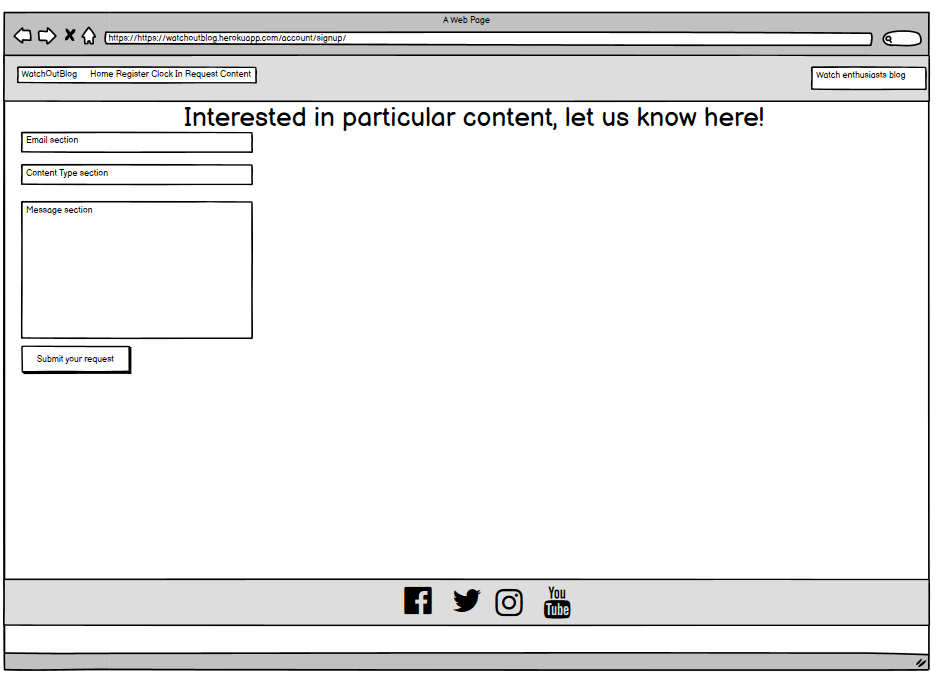 A Web Page
https://https://watchoutblog.herokuapp.com/account/signup/
WatchOutBlog Home Register Clock In Request Content
Watch enthusiasts blog
Interested in particular content, let us know here!
Email section
Content Type section
Message section
Submit your request
You
Tube